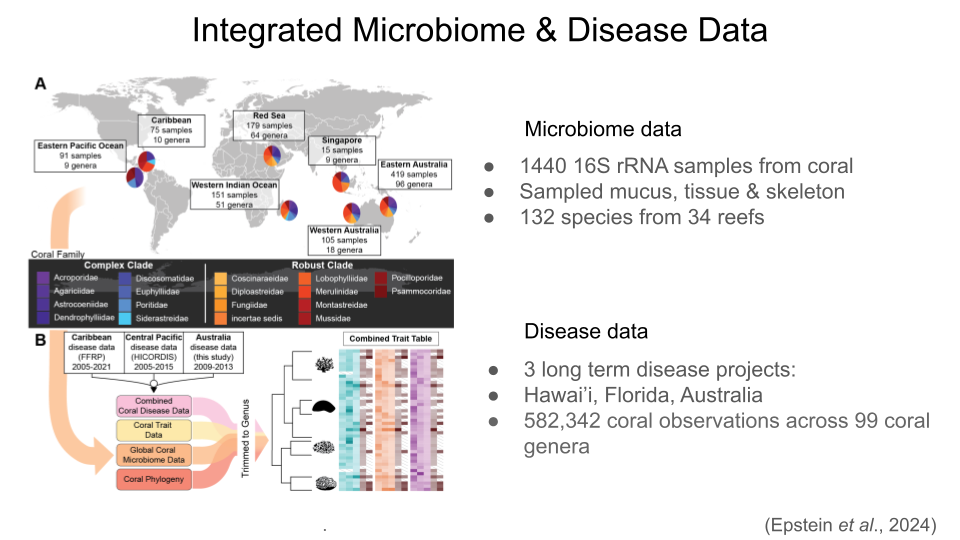 Integrated Microbiome & Disease Data
A
Caribbean
75 samples
10 genera
Red Sea
179 samples
64 genera
Eastern Pacific Ocean
91 samples
9 genera
Singapore
15 samples
9 genera
Eastern Australia
419 samples
96 genera
Western Indian Ocean
151 samples
51 genera
Western Australia
105 samples
18 genera
Coral Family
Complex Clade
Acroporidae
Agariciidae
Astrocoeniidae
Dendrephylliidae
Discosomatidae
Euphylliidae
Poritidae
Siderastreidae
Robust Clade
Coscinaraeidae
Diploastreidae
Fungiidae
incertae sedis
Lobophylliidae
Merulinidae
Montastreidae
Mussidae
Pocilloporidae
Psammocoridae
B
Caribbean
disease data
(FFRP)
2005-2021
Central Pacific
disease data
(HICORDIS)
2005-2015
Australia
disease data
(this study)
2009-2013
Combined
Coral Disease Data
Coral Trait
Data
Global Coral
Microbiome Data
Coral Phylogeny
Trimmed to Genus
Combined Trait Table
Microbiome data
● 1440 16S rRNA samples from coral
● Sampled mucus, tissue & skeleton
● 132 species from 34 reefs
Disease data
● 3 long term disease projects:
● Hawai’i, Florida, Australia
● 582,342 coral observations across 99 coral
genera
.
(Epstein et al., 2024)